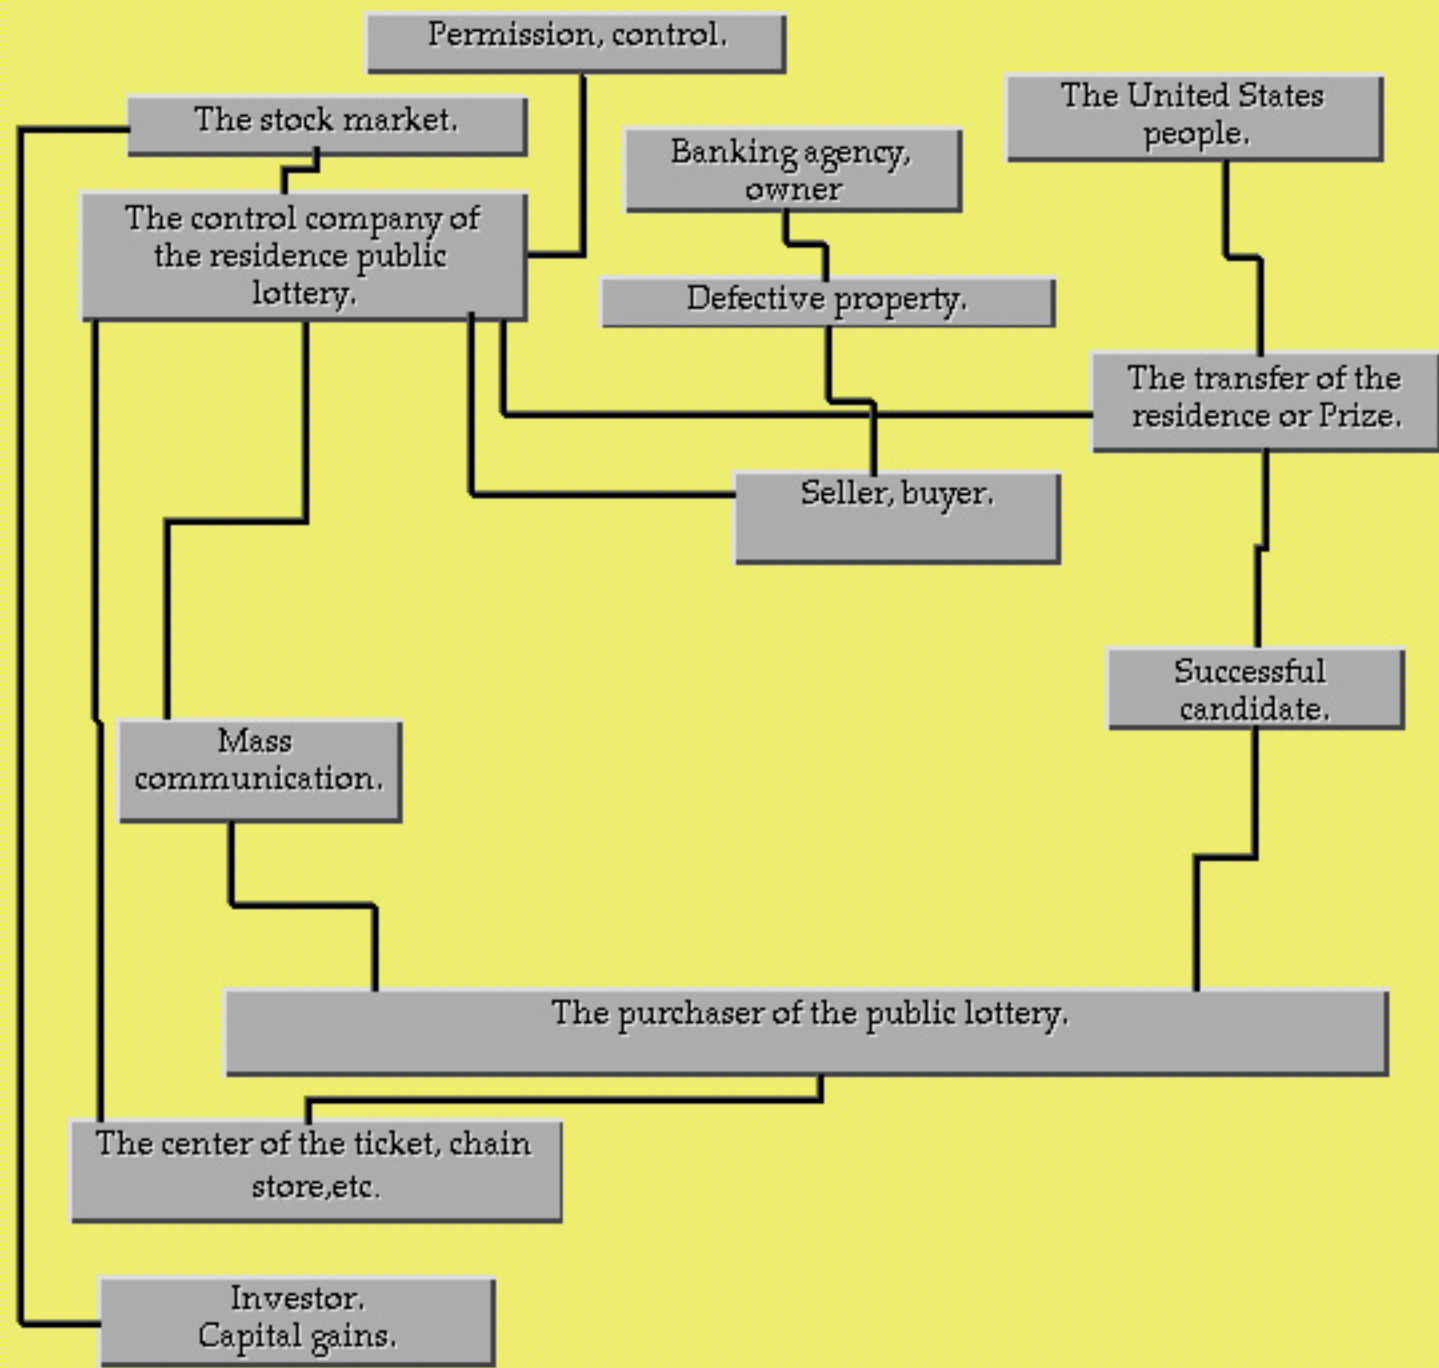 Permission, control.
The stock market.
The United States
people.
Banking agency,
owner
The control company of
the residence public
lottery.
Defective property.
The transfer of the
residence or Prize.
Seller, buyer.
Successful
candidate.
Mass
communication.
The purchaser of the public lottery.
The center of the ticket, chain
store,etc.
Investor.
Capital gains.